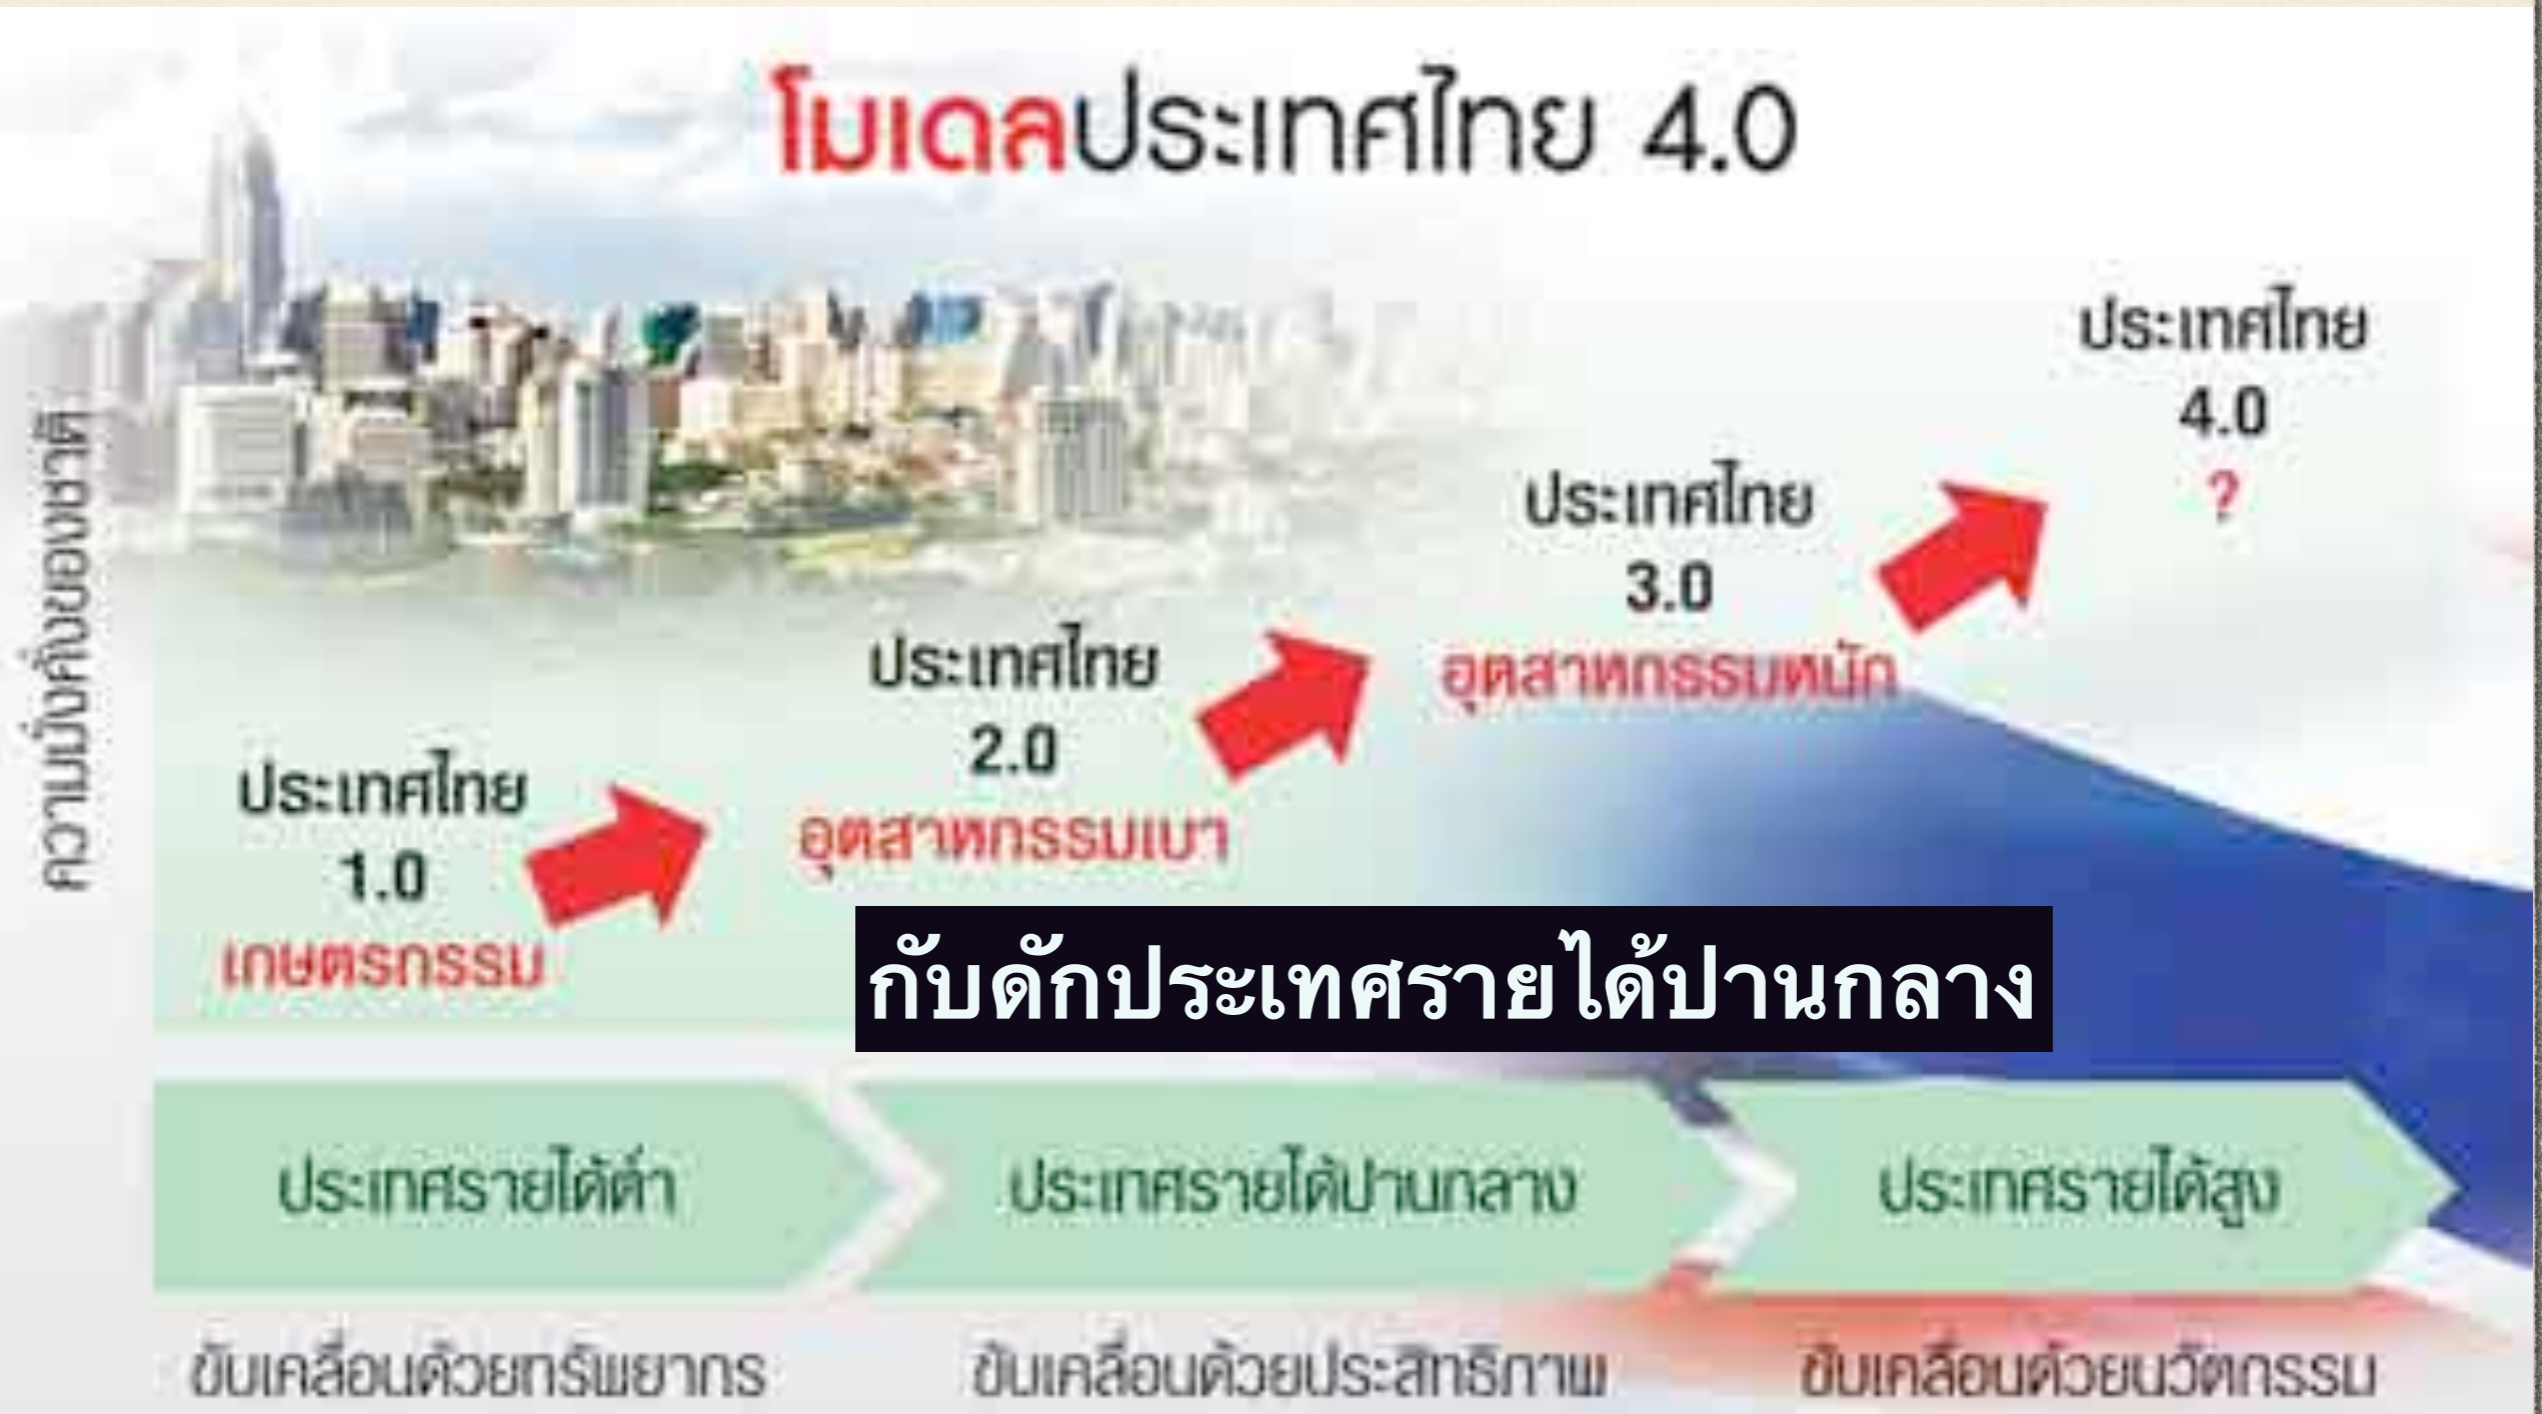 โมเดลประเทศไทย 4.0
ความมั่งคั่งของชาติ
ประเทศไทย
1.0
เกษตรกรรม
ประเทศไทย
2.0
อุตสาหกรรมเบา
ประเทศไทย
3.0
อุตสาหกรรมหนัก
ประเทศไทย
4.0
?
กับดักประเทศรายได้ปานกลาง
ประเทศรายได้ต่ำ
ประเทศรายได้ปานกลาง
ประเทศรายได้สูง
ขับเคลื่อนด้วยทรัพยากร
ขับเคลื่อนด้วยประสิทธิภาพ
ขับเคลื่อนด้วยนวัตกรรม